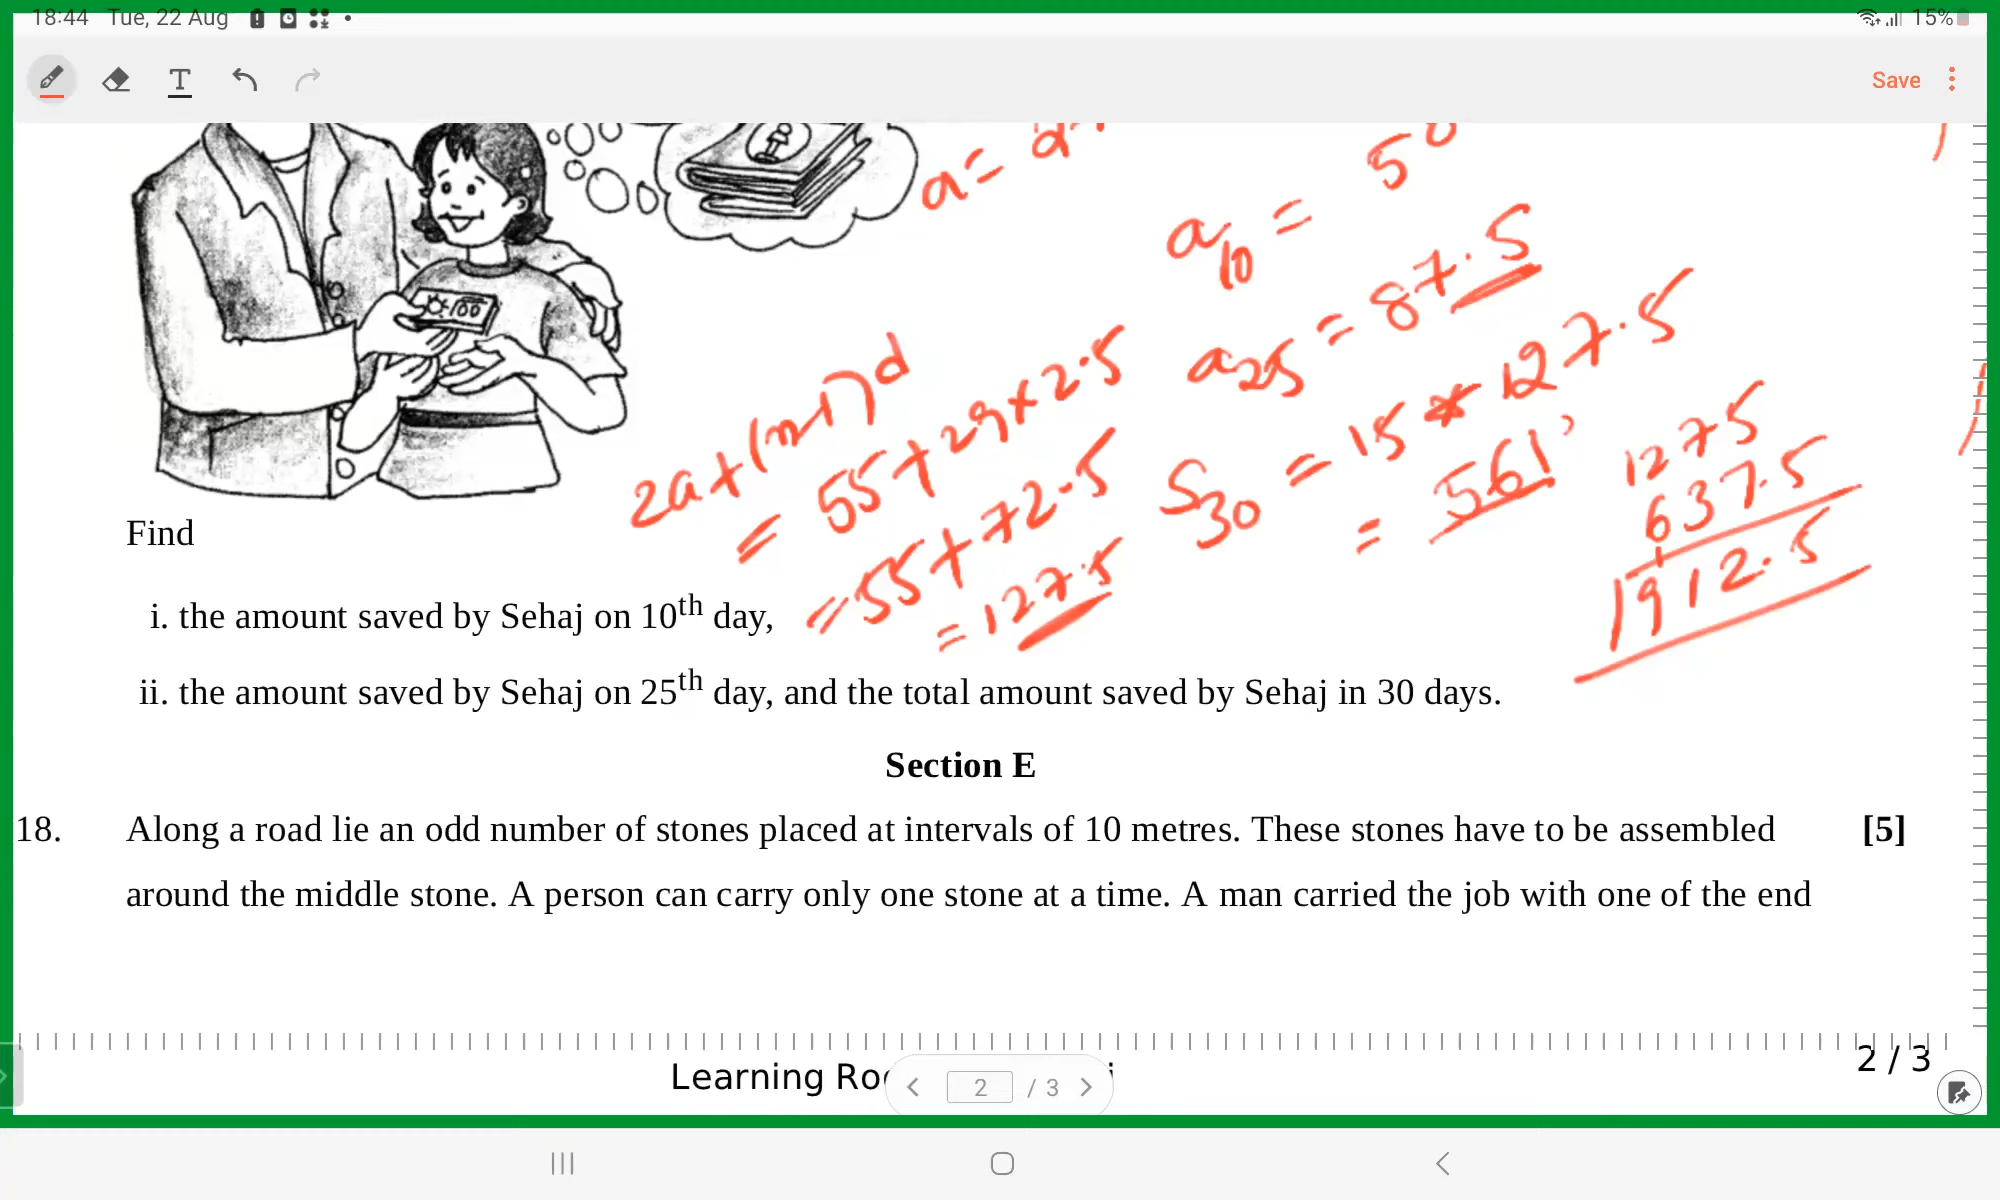 18:44 Tue, 22 Aug
15%
T
Save
a =
5
a10 =
a25 = 87.5
2a+(n-1)d
= 55+29×2.5
=55+72.5
=127.5
S30 = 15 * 127.5
= 561
1275
637.5
1912.5
100
Find
i. the amount saved by Sehaj on 10th day,
ii. the amount saved by Sehaj on 25th day, and the total amount saved by Sehaj in 30 days.
Section E
18. Along a road lie an odd number of stones placed at intervals of 10 metres. These stones have to be assembled [5]
around the middle stone. A person can carry only one stone at a time. A man carried the job with one of the end
2 / 3
Learning
2 / 3